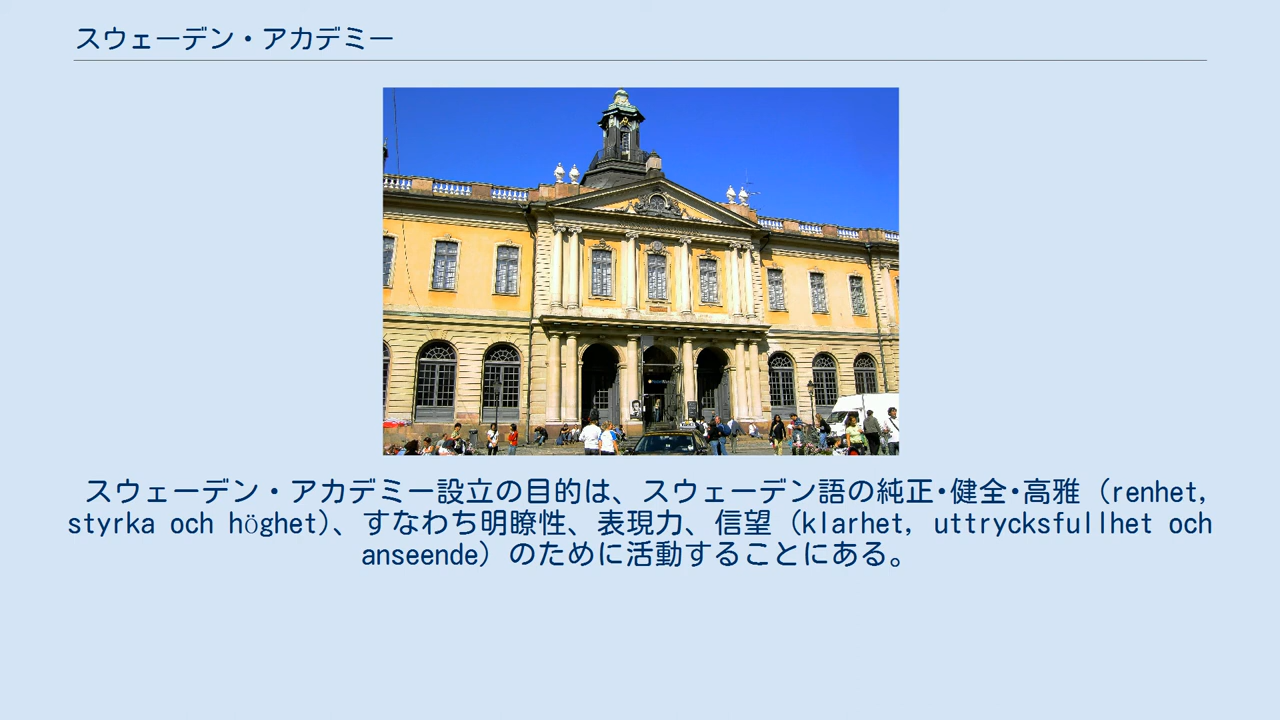 スウェーデン・アカデミー
スウェーデン・アカデミー設立の目的は、スウェーデン語の純正･健全･高雅（renhet,
styrka och höghet)、すなわち明瞭性、表現力、信望（klarhet, uttrycksfullhet och
anseende）のために活動することにある。